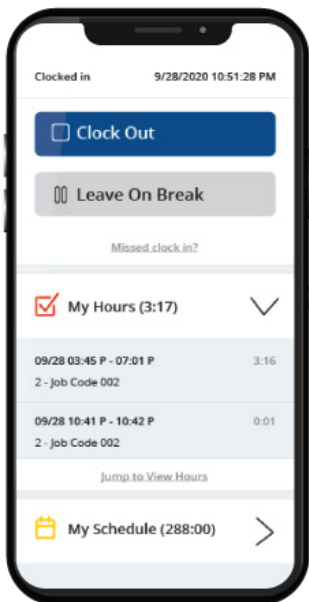 Clocked in 9/28/2020 10:51:28 PM
Clock Out
Leave On Break
Missed clock in?
My Hours (3:17)
09/28 03:45 P - 07:01 P 3:16
2 - Job Code 002
09/28 10:41 P - 10:42 P 0:01
2 - Job Code 002
Jump to View Hours
My Schedule (288:00)